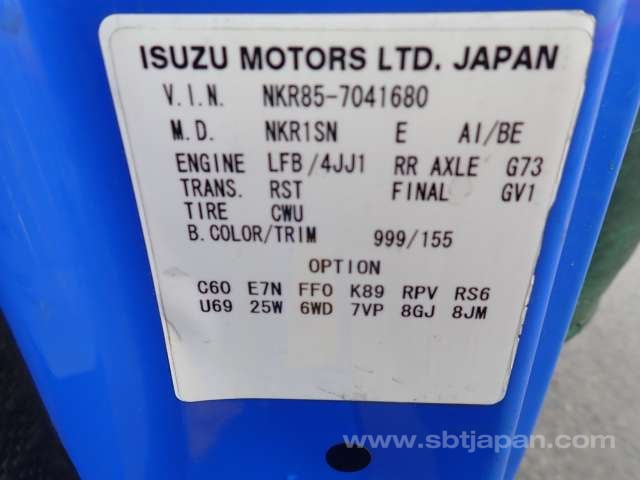 ISUZU MOTORS LTD. JAPAN
V.I.N. NKR85-7041680
M.D. NKR1SN E AI/BE
ENGINE LFB/4JJ1 RR AXLE G73
TRANS. RST FINAL GV1
TIRE CWU
B.COLOR/TRIM 999/155
OPTION
C60 E7N FF0 K89 RPV RS6
U69 25W 6WD 7VP 8GJ 8JM
www.sbtjapan.com